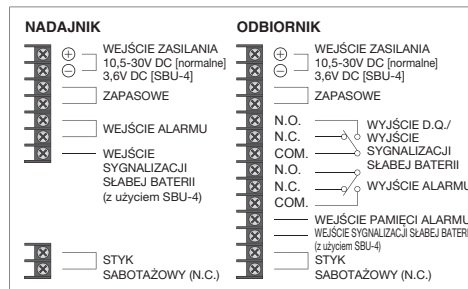 NADAJNIK
WEJŚCIE ZASILANIA
10,5-30V DC [normalne]
3,6V DC [SBU-4]
ZAPASOWE
WEJŚCIE ALARMU
WEJŚCIE
SYGNALIZACJI
SŁABEJ BATERII
(z użyciem SBU-4)
STYK
SABOTAŻOWY (N.C.)
ODBIORNIK
WEJŚCIE ZASILANIA
10,5-30V DC [normalne]
3,6V DC [SBU-4]
ZAPASOWE
N.O.
N.C.
COM.
WYJŚCIE D.Q./
WYJŚCIE
SYGNALIZACJI
SŁABEJ BATERII
N.O.
N.C.
COM.
WYJŚCIE ALARMU
WEJŚCIE PAMIĘCI ALARMU
WEJŚCIE SYGNALIZACJI SŁABEJ BATERII
(z użyciem SBU-4)
STYK
SABOTAŻOWY (N.C.)